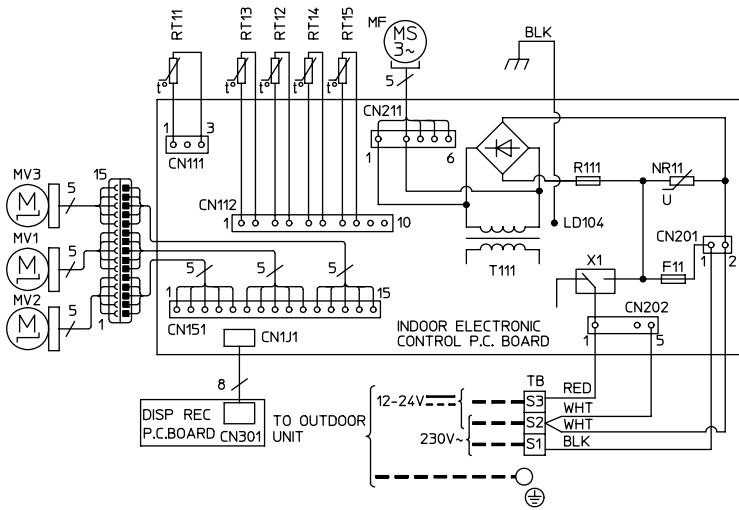 RT11
RT13
RT12
RT14
RT15
MF
MS
3~
BLK
t°
t°
t°
t°
t°
5
CN211
1
3
CN111
1
6
R111
NR11
U
MV3
M
5
15
CN112
1
10
LD104
MV1
M
5
T111
X1
CN201
1
2
F11
MV2
M
5
1
5
5
5
1
15
CN151
CN202
1
5
CN1J1
INDOOR ELECTRONIC
CONTROL P.C. BOARD
8
DISP REC
P.C.BOARD
CN301
TO OUTDOOR
UNIT
12-24V
230V~
TB
S3
S2
S1
RED
WHT
WHT
BLK